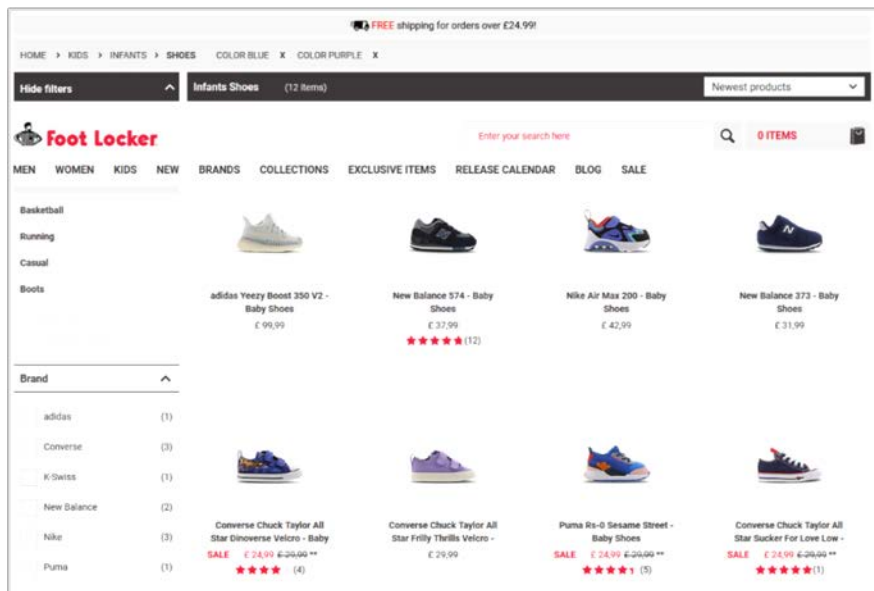 FREE shipping for orders over £24.99!
HOME > KIDS > INFANTS > SHOES COLOR BLUE X COLOR PURPLE X
Hide filters
Infants Shoes (12 Items)
Newest products
Foot Locker
Enter your search here
0 ITEMS
MEN WOMEN KIDS NEW BRANDS COLLECTIONS EXCLUSIVE ITEMS RELEASE CALENDAR BLOG SALE
Basketball
Running
Casual
Boots
adidas Yeezy Boost 350 V2 -
Baby Shoes
£ 99,99
New Balance 574 - Baby
Shoes
£ 37,99
(12)
Nike Air Max 200 - Baby
Shoes
£ 42,99
New Balance 373 - Baby
Shoes
£ 31,99
Brand
adidas (1)
Converse (3)
K-Swiss (1)
New Balance (2)
Nike (3)
Puma (1)
Converse Chuck Taylor All
Star Dinoverse Velcro - Baby
SALE £ 24,99 £ 29,99 **
(4)
Converse Chuck Taylor All
Star Frilly Thrills Velcro -
£ 29,99
Puma Rs-0 Sesame Street -
Baby Shoes
SALE £ 24,99 £ 29,99 **
(5)
Converse Chuck Taylor All
Star Sucker For Love Low -
SALE £ 24,99 £ 29,99 **
(1)